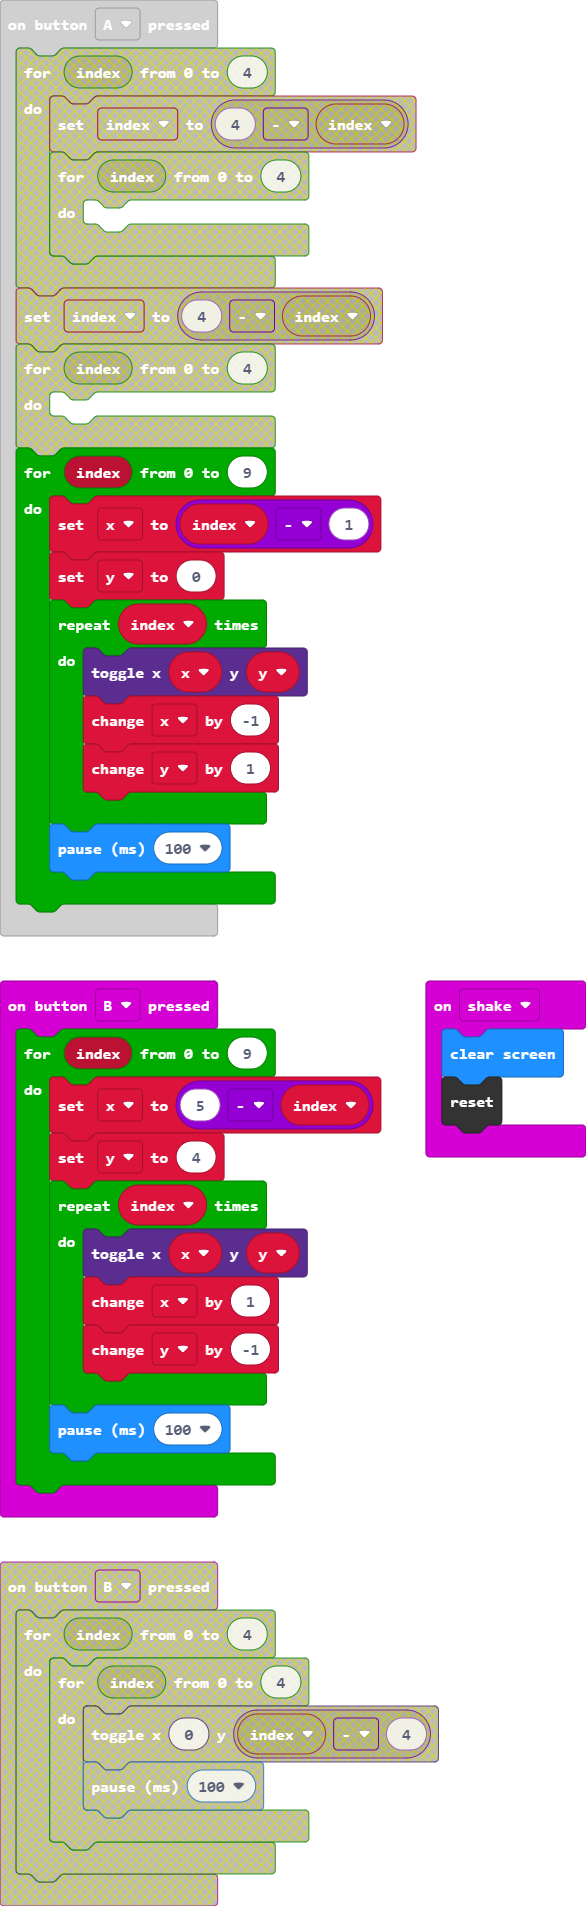 on button A pressed
for index from 0 to 4
do
set index to 4 - index
for index from 0 to 4
do
set index to 4 - index
for index from 0 to 4
do
for index from 0 to 9
do
set x to index - 1
set y to 0
repeat index times
do
toggle x x y y
change x by -1
change y by 1
pause (ms) 100
on button B pressed
for index from 0 to 9
do
set x to 5 - index
set y to 4
repeat index times
do
toggle x x y y
change x by 1
change y by -1
pause (ms) 100
on shake
clear screen
reset
on button B pressed
for index from 0 to 4
do
for index from 0 to 4
do
toggle x 0 y index - 4
pause (ms) 100